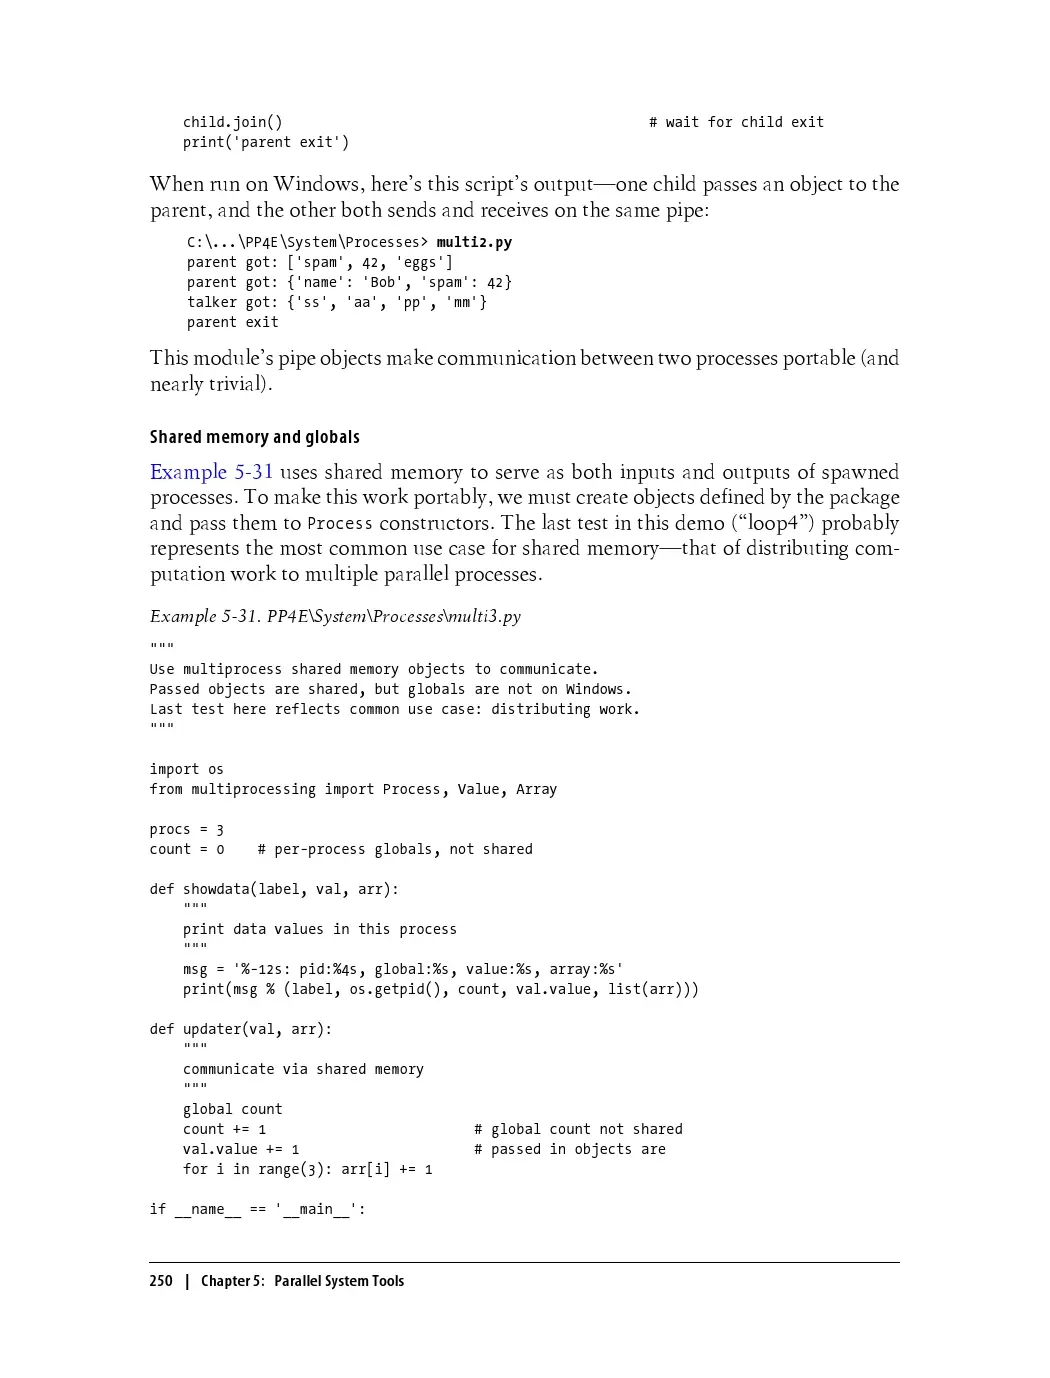 child.join()                                            # wait for child exit
    print('parent exit')
When run on Windows, here’s this script’s output—one child passes an object to the
parent, and the other both sends and receives on the same pipe:
C:\...\PP4E\System\Processes> multi2.py
parent got: ['spam', 42, 'eggs']
parent got: {'name': 'Bob', 'spam': 42}
talker got: {'ss', 'aa', 'pp', 'mm'}
parent exit
This module’s pipe objects make communication between two processes portable (and
nearly trivial).
Shared memory and globals
Example 5-31 uses shared memory to serve as both inputs and outputs of spawned
processes. To make this work portably, we must create objects defined by the package
and pass them to Process constructors. The last test in this demo (“loop4”) probably
represents the most common use case for shared memory—that of distributing com-
putation work to multiple parallel processes.
Example 5-31. PP4E\System\Processes\multi3.py
"""
Use multiprocess shared memory objects to communicate.
Passed objects are shared, but globals are not on Windows.
Last test here reflects common use case: distributing work.
"""
import os
from multiprocessing import Process, Value, Array
procs = 3
count = 0    # per-process globals, not shared
def showdata(label, val, arr):
    """
    print data values in this process
    """
    msg = '%-12s: pid:%4s, global:%s, value:%s, array:%s'
    print(msg % (label, os.getpid(), count, val.value, list(arr)))
def updater(val, arr):
    """
    communicate via shared memory
    """
    global count
    count += 1                         # global count not shared
    val.value += 1                     # passed in objects are
    for i in range(3): arr[i] += 1
if __name__ == '__main__':
250 | Chapter 5: Parallel System Tools